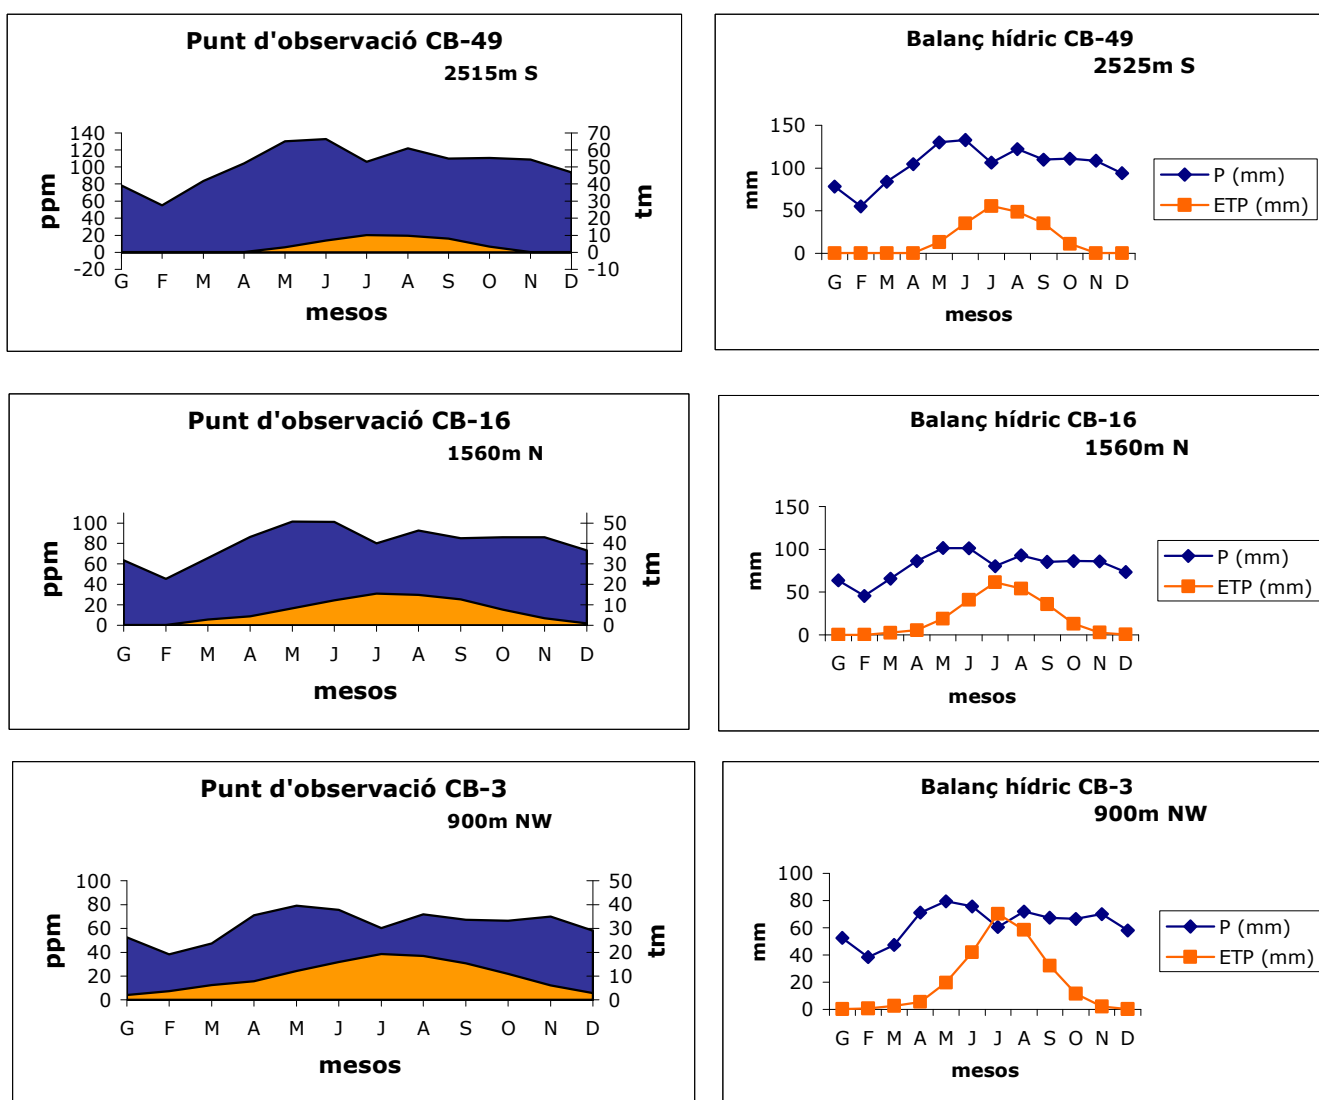 Punt d'observació CB-49
2515m S
140
120
100
80
60
40
20
0
-20
70
60
50
40
30
20
10
0
-10
ppm
tm
G F M A M J J A S O N D
mesos
Balanç hídric CB-49
2525m S
150
100
50
0
mm
G F M A M J J A S O N D
mesos
P (mm)
ETP (mm)
Punt d'observació CB-16
1560m N
100
80
60
40
20
0
50
40
30
20
10
0
ppm
tm
G F M A M J J A S O N D
mesos
Balanç hídric CB-16
1560m N
150
100
50
0
mm
G F M A M J J A S O N D
mesos
P (mm)
ETP (mm)
Punt d'observació CB-3
900m NW
100
80
60
40
20
0
50
40
30
20
10
0
ppm
tm
G F M A M J J A S O N D
mesos
Balanç hídric CB-3
900m NW
100
80
60
40
20
0
mm
G F M A M J J A S O N D
mesos
P (mm)
ETP (mm)